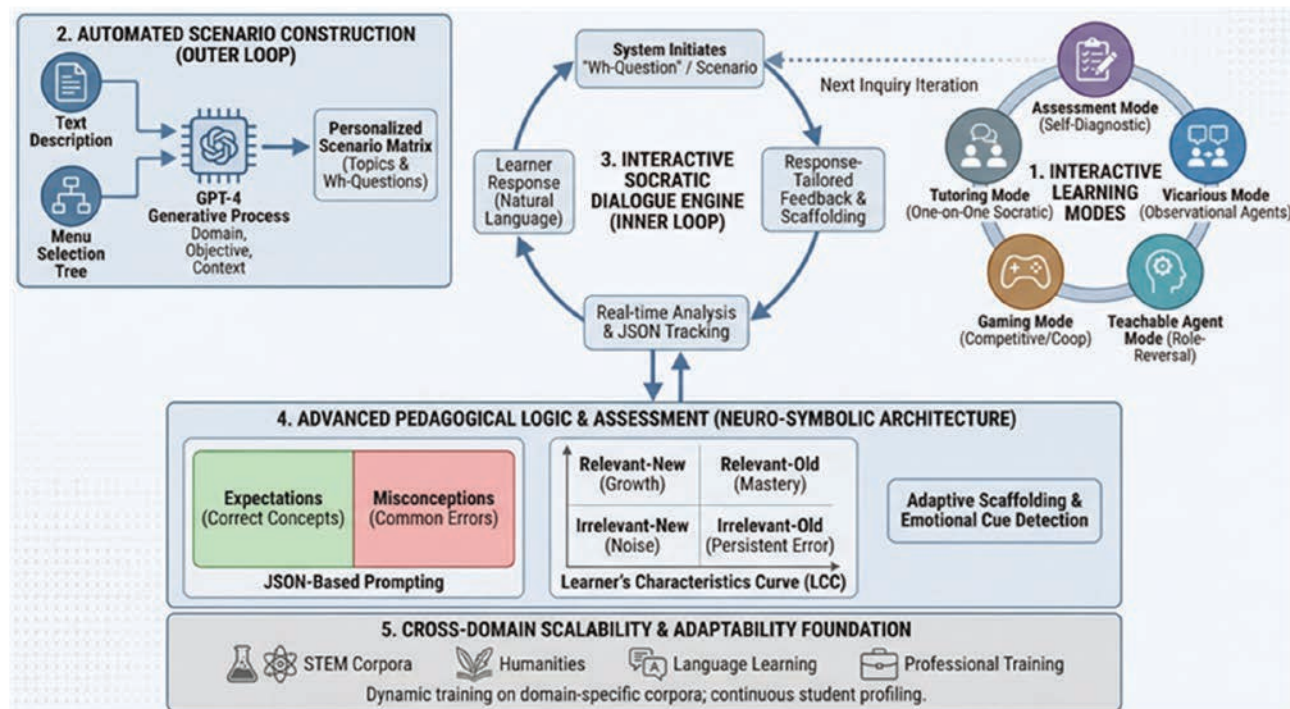 2. AUTOMATED SCENARIO CONSTRUCTION
(OUTER LOOP)
Text
Description
Menu
Selection
Tree
GPT-4
Generative Process
Domain,
Objective,
Context
Personalized
Scenario Matrix
(Topics &
Wh-Questions)
System Initiates
"Wh-Question" / Scenario
Learner
Response
(Natural
Language)
3. INTERACTIVE
SOCRATIC
DIALOGUE ENGINE
(INNER LOOP)
Response-
Tailored
Feedback &
Scaffolding
Real-time Analysis
& JSON Tracking
Next Inquiry Iteration
Assessment Mode
(Self-Diagnostic)
1. INTERACTIVE
LEARNING
MODES
Tutoring Mode
(One-on-One Socratic)
Vicarious Mode
(Observational Agents)
Gaming Mode
(Competitive/Coop)
Teachable Agent
Mode (Role-
Reversal)
4. ADVANCED PEDAGOGICAL LOGIC & ASSESSMENT (NEURO-SYMBOLIC ARCHITECTURE)
Expectations
(Correct Concepts)
Misconceptions
(Common Errors)
JSON-Based Prompting
Relevant-New
(Growth)
Relevant-Old
(Mastery)
Irrelevant-New
(Noise)
Irrelevant-Old
(Persistent Error)
Learner's Characteristics Curve (LCC)
Adaptive Scaffolding &
Emotional Cue Detection
5. CROSS-DOMAIN SCALABILITY & ADAPTABILITY FOUNDATION
STEM Corpora
Humanities
A
Language Learning
Professional Training
Dynamic training on domain-specific corpora; continuous student profiling.